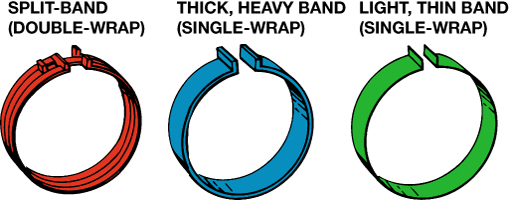 SPLIT-BAND
(DOUBLE-WRAP)
THICK, HEAVY BAND
(SINGLE-WRAP)
LIGHT, THIN BAND
(SINGLE-WRAP)